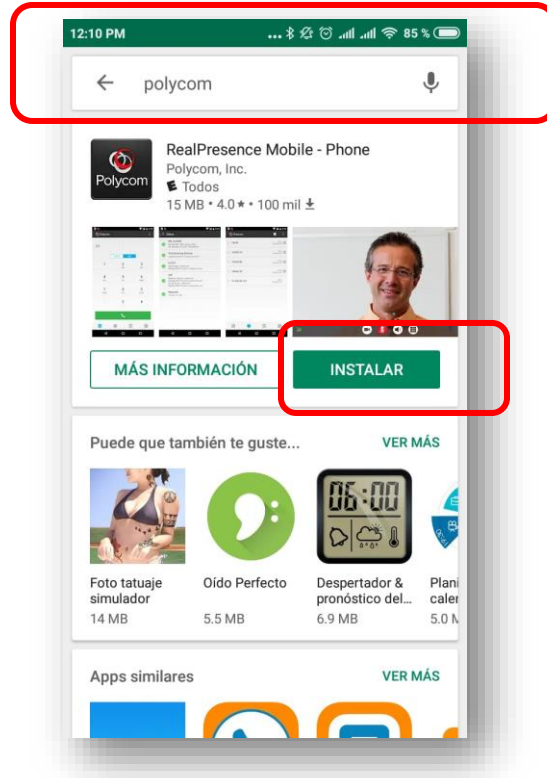 12:10 PM ... 85 %
polycom
Polycom
RealPresence Mobile - Phone
Polycom, Inc.
E Todos
15 MB • 4.0 ★ • 100 mil
MÁS INFORMACIÓN INSTALAR
Puede que también te guste... VER MÁS
06:00
Foto tatuaje simulador
14 MB
Oído Perfecto
5.5 MB
Despertador &
pronóstico del...
6.9 MB
Plani
caler
5.0 M
Apps similares VER MÁS